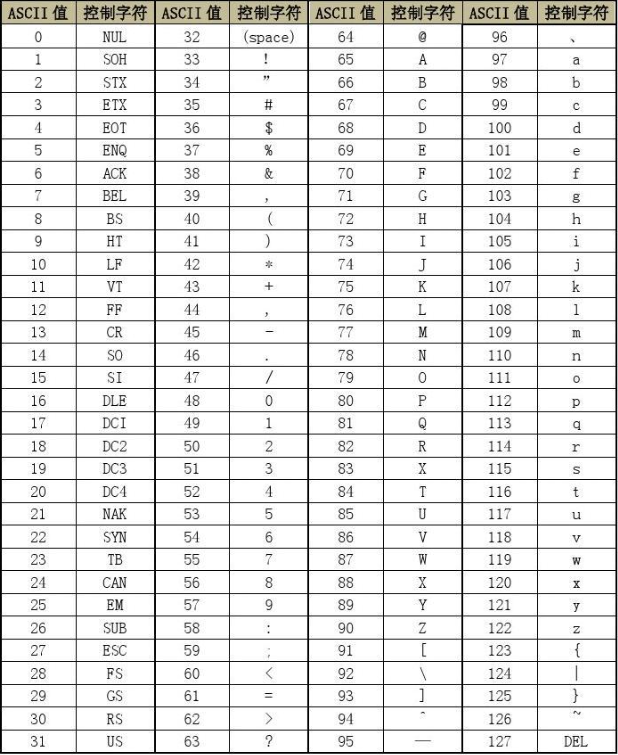 ASCII 值 控制字符 ASCII 值 控制字符 ASCII 值 控制字符 ASCII 值 控制字符
0 NUL 32 (space) 64 @ 96 、
1 SOH 33 ! 65 A 97 a
2 STX 34 ” 66 B 98 b
3 ETX 35 # 67 C 99 c
4 EOT 36 $ 68 D 100 d
5 ENQ 37 % 69 E 101 e
6 ACK 38 & 70 F 102 f
7 BEL 39 , 71 G 103 g
8 BS 40 ( 72 H 104 h
9 HT 41 ) 73 I 105 i
10 LF 42 * 74 J 106 j
11 VT 43 + 75 K 107 k
12 FF 44 , 76 L 108 l
13 CR 45 - 77 M 109 m
14 SO 46 . 78 N 110 n
15 SI 47 / 79 O 111 o
16 DLE 48 0 80 P 112 p
17 DCI 49 1 81 Q 113 q
18 DC2 50 2 82 R 114 r
19 DC3 51 3 83 X 115 s
20 DC4 52 4 84 T 116 t
21 NAK 53 5 85 U 117 u
22 SYN 54 6 86 V 118 v
23 TB 55 7 87 W 119 w
24 CAN 56 8 88 X 120 x
25 EM 57 9 89 Y 121 y
26 SUB 58 : 90 Z 122 z
27 ESC 59 ; 91 [ 123 {
28 FS 60 < 92 \ 124 |
29 GS 61 = 93 ] 125 }
30 RS 62 > 94 ^ 126 ~
31 US 63 ? 95 — 127 DEL